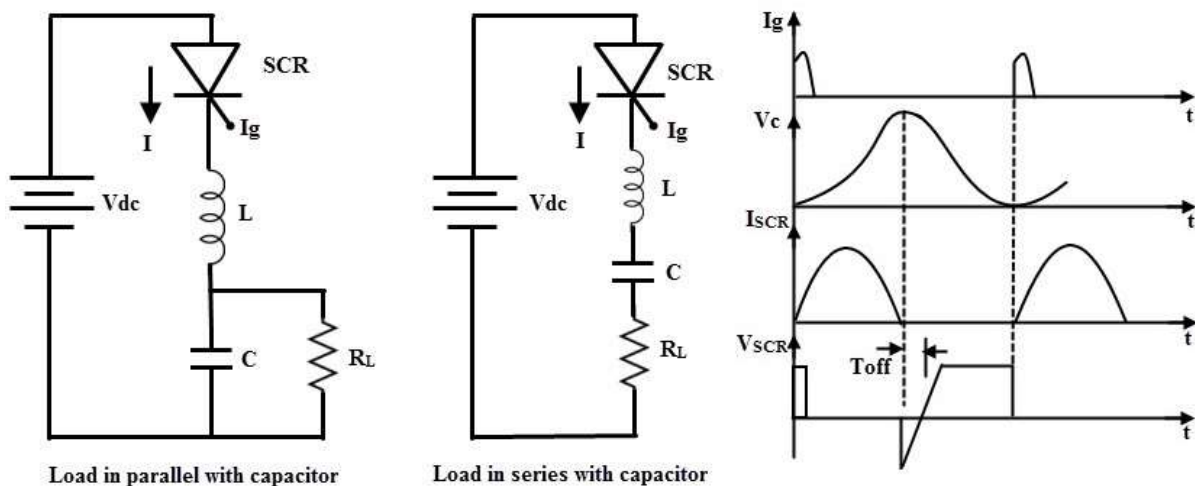 SCR
Ig
I
Vdc
L
C
RL
Load in parallel with capacitor
SCR
Ig
I
Vdc
L
C
RL
Load in series with capacitor
Ig
t
Vc
t
ISCR
t
VSCR
Toff
t